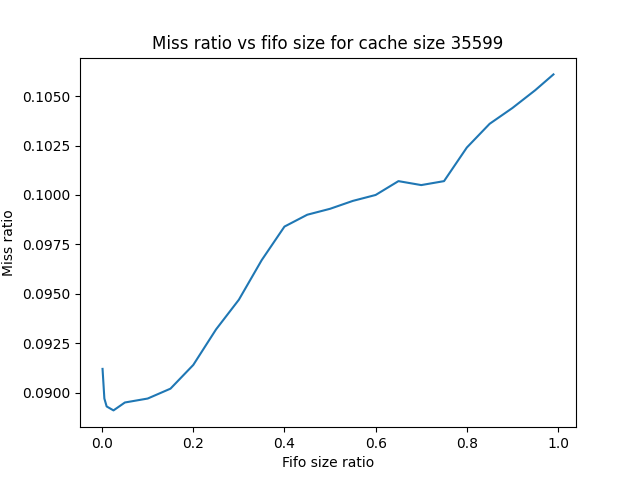 Miss ratio vs fifo size for cache size 35599
0.1050
0.1025
0.1000
0.0975
0.0950
0.0925
0.0900
Miss ratio
0.0 0.2 0.4 0.6 0.8 1.0
Fifo size ratio